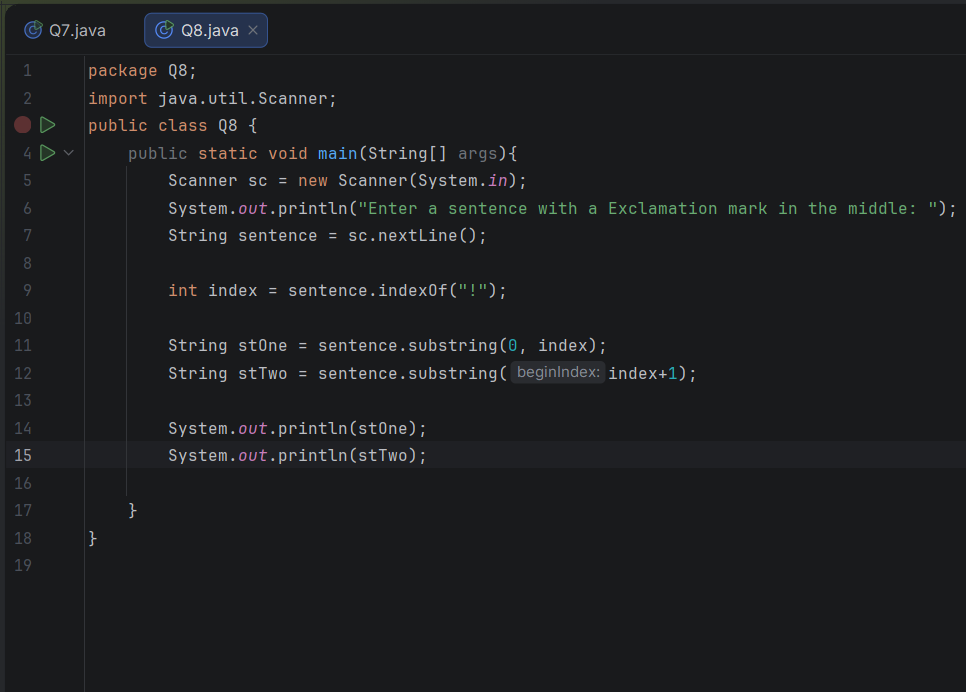 Q7.java Q8.java
1 package Q8;
2 import java.util.Scanner;
public class Q8 {
4 public static void main(String[] args){
5 Scanner sc = new Scanner(System.in);
6 System.out.println("Enter a sentence with a Exclamation mark in the middle: ");
7 String sentence = sc.nextLine();
8
9 int index = sentence.indexOf("!");
10
11 String stOne = sentence.substring(0, index);
12 String stTwo = sentence.substring( beginIndex: index+1);
13
14 System.out.println(stOne);
15 System.out.println(stTwo);
16
17 }
18 }
19